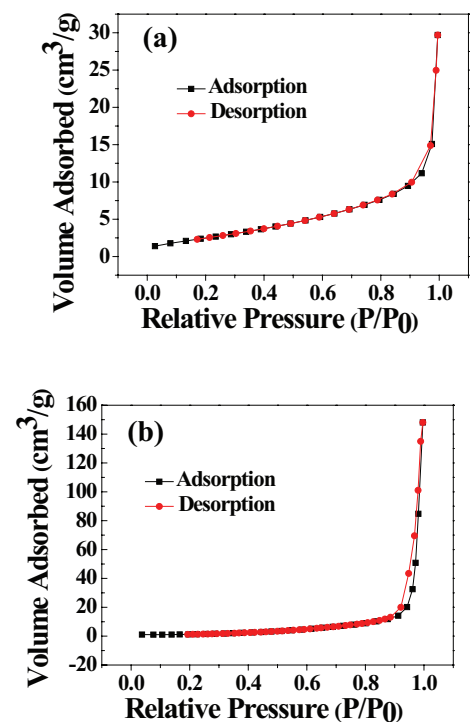 (a)
Adsorption
Desorption
Volume Adsorbed (cm³/g)
30
25
20
15
10
5
0
0.0 0.2 0.4 0.6 0.8 1.0
Relative Pressure (P/P0)
(b)
Adsorption
Desorption
Volume Adsorbed (cm³/g)
160
140
120
100
80
60
40
20
0
-20
0.0 0.2 0.4 0.6 0.8 1.0
Relative Pressure (P/P0)